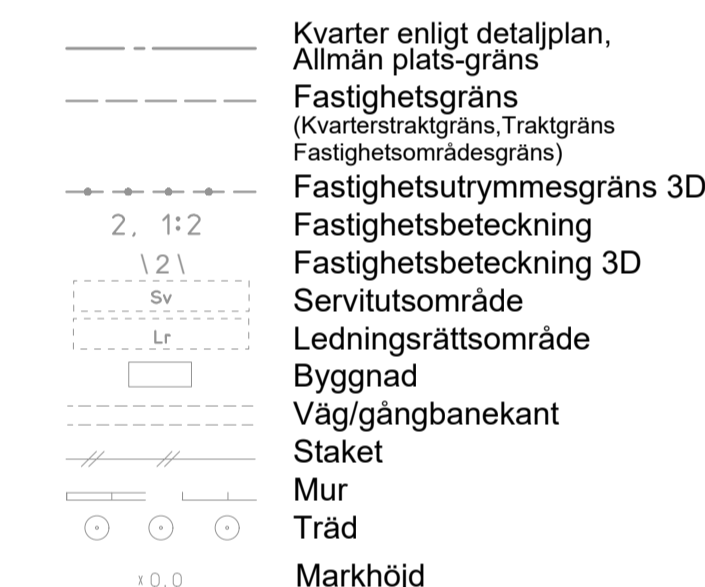 Kvarter enligt detaljplan,
Allmän plats-gräns
Fastighetsgräns
(Kvarterstraktgräns,Traktgräns
Fastighetsområdesgräns)
Fastighetsutrymmesgräns 3D
2, 1:2 Fastighetsbeteckning
\2\ Fastighetsbeteckning 3D
Sv Servitutsområde
Lr Ledningsrättsområde
Byggnad
Väg/gångbanekant
Staket
Mur
Träd
x0,0 Markhöjd